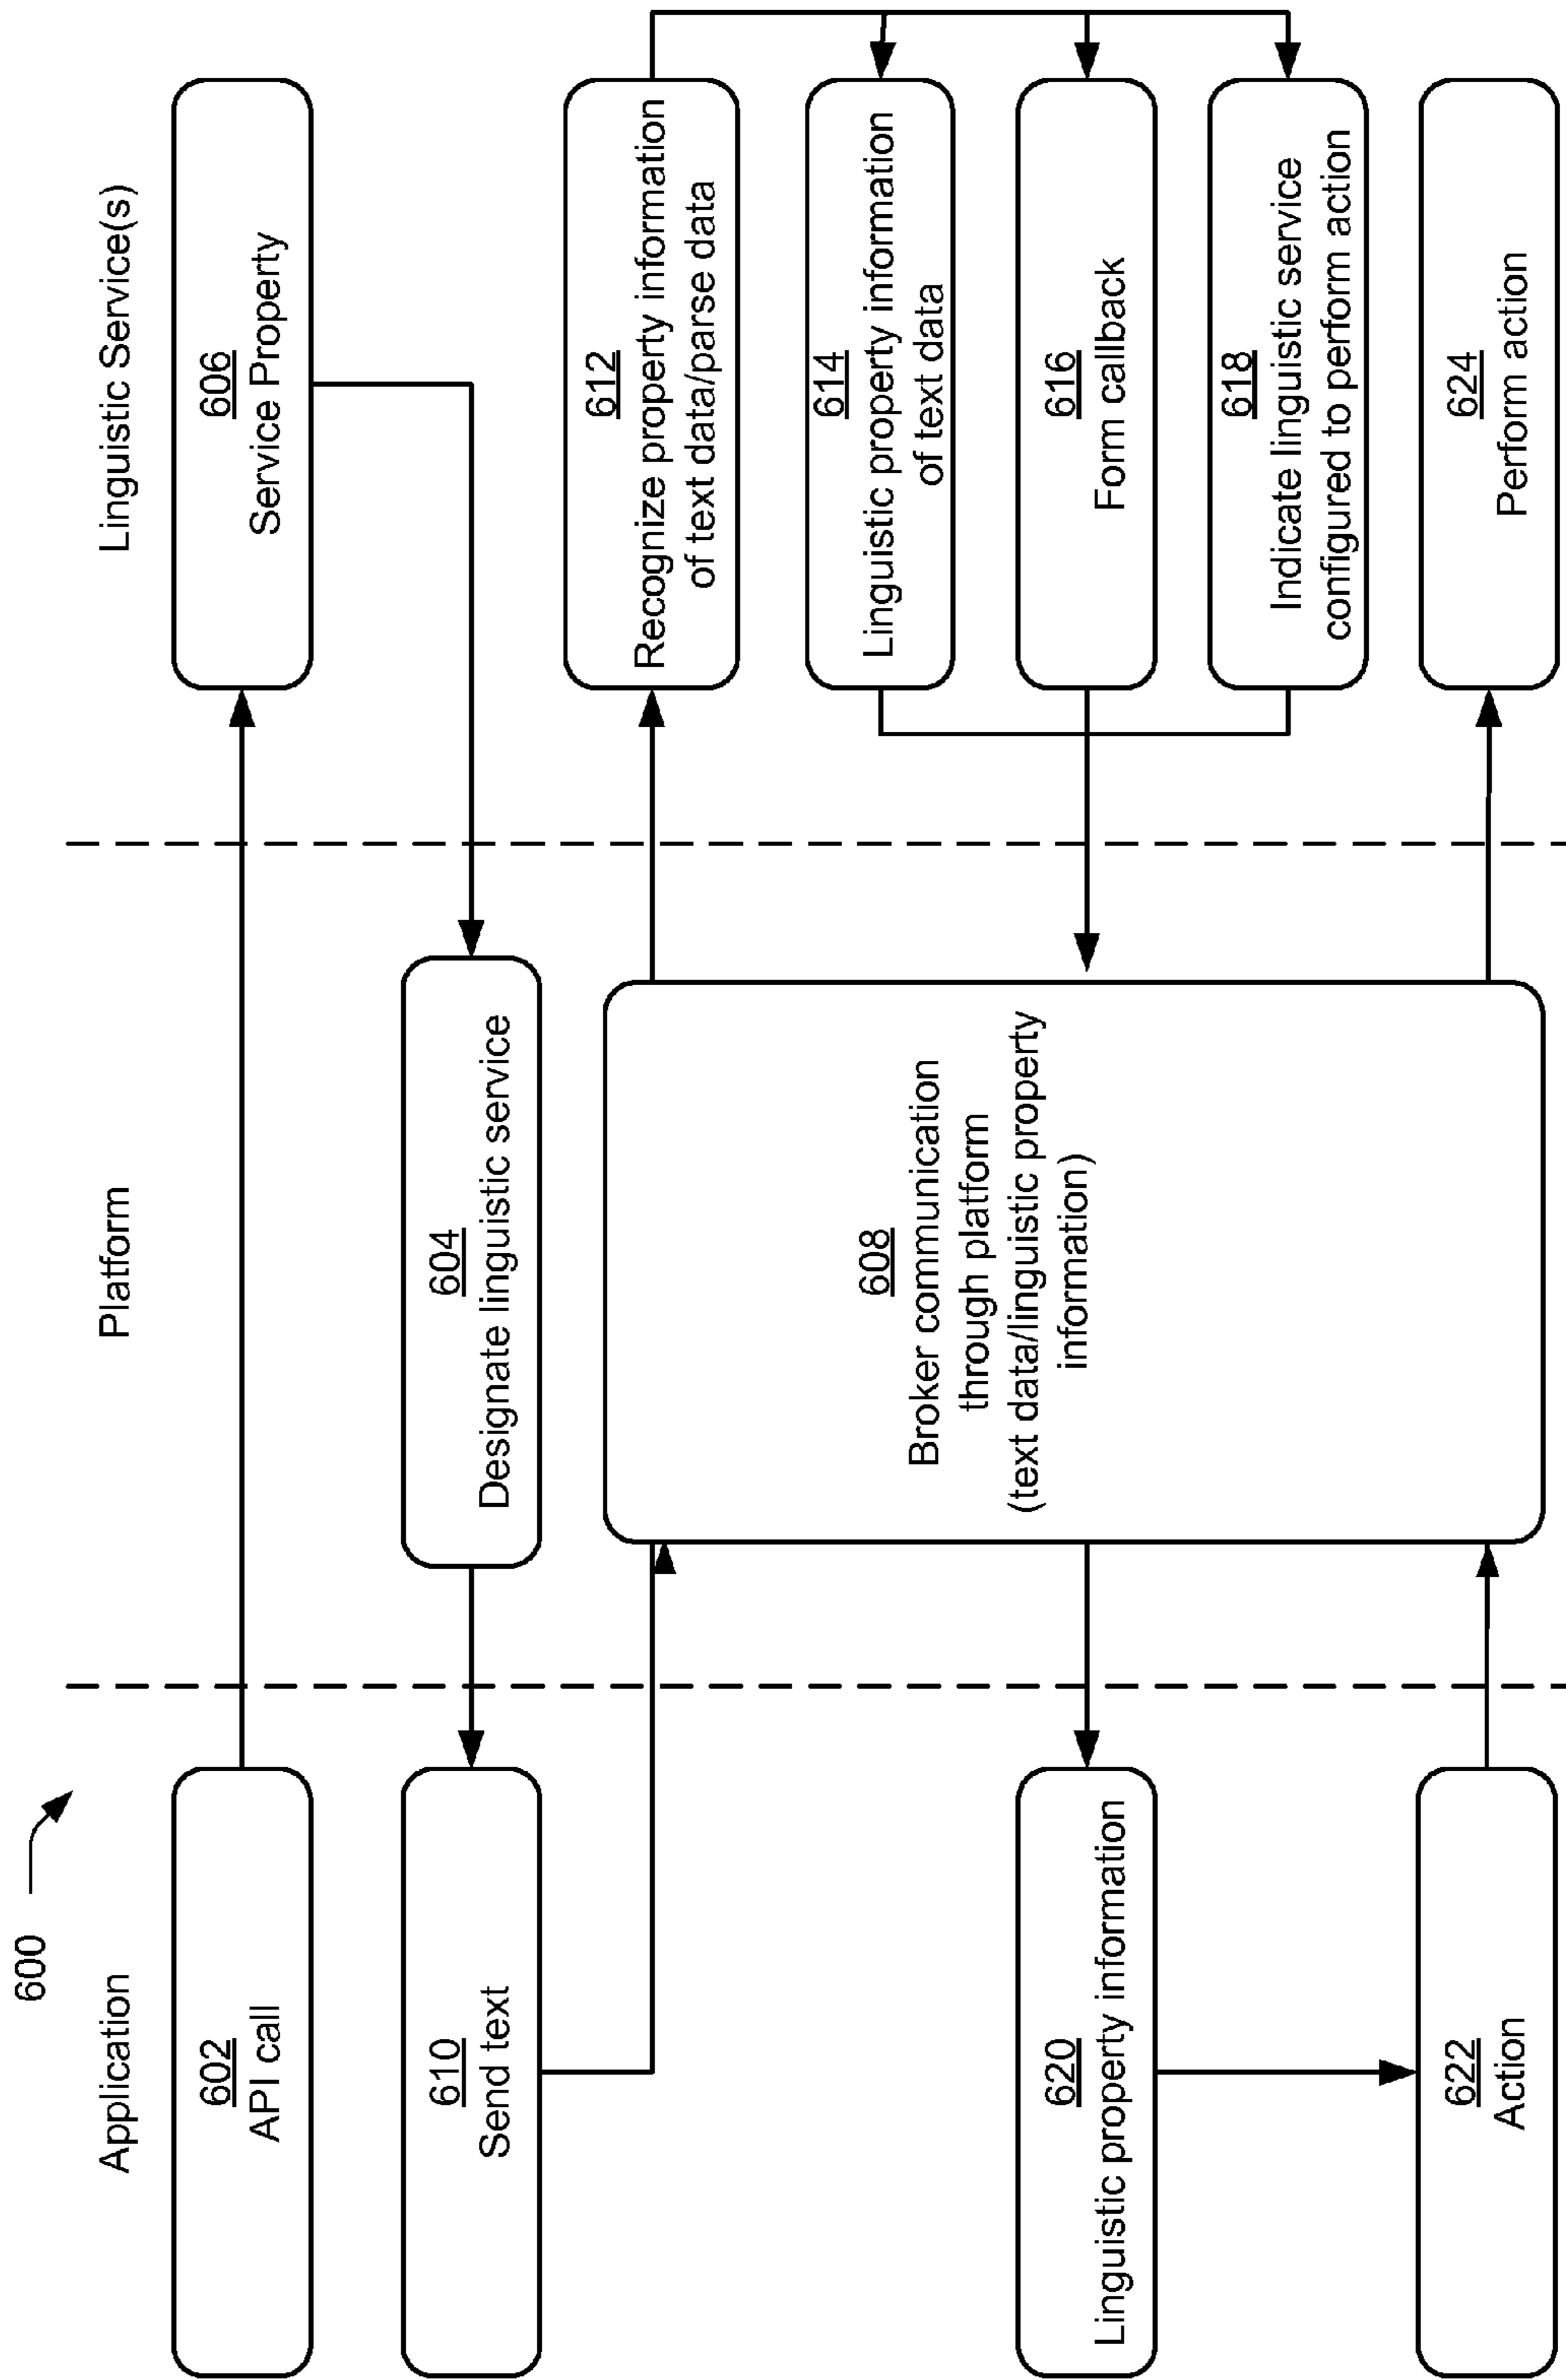 600
Application
Platform
Linguistic Service(s)
602
API call
606
Service Property
604
Designate linguistic service
610
Send text
608
Broker communication
through platform
(text data/linguistic property
information)
612
Recognize property information
of text data/parse data
614
Linguistic property information
of text data
616
Form callback
618
Indicate linguistic service
configured to perform action
620
Linguistic property information
622
Action
624
Perform action